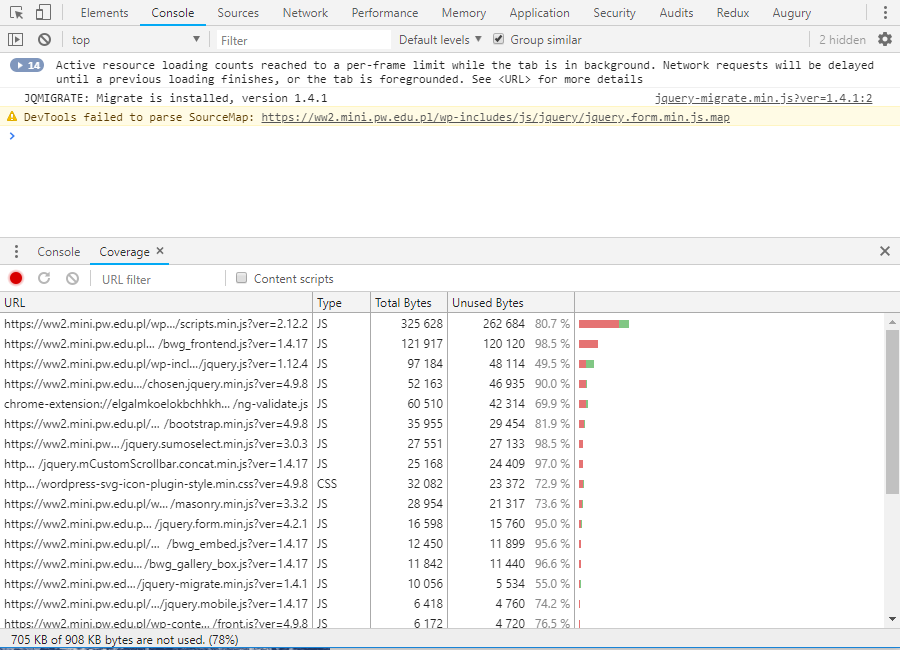 Elements Console Sources Network Performance Memory Application Security Audits Redux Augury
top Filter Default levels Group similar 2 hidden
14 Active resource loading counts reached to a per-frame limit while the tab is in background. Network requests will be delayed
until a previous loading finishes, or the tab is foregrounded. See <URL> for more details
JQMIGRATE: Migrate is installed, version 1.4.1 jquery-migrate.min.js?ver=1.4.1:2
DevTools failed to parse SourceMap: https://ww2.mini.pw.edu.pl/wp-includes/js/jquery/jquery.form.min.js.map
Console Coverage
URL filter Content scripts
URL Type Total Bytes Unused Bytes
https://ww2.mini.pw.edu.pl/wp.../scripts.min.js?ver=2.12.2 JS 325 628 262 684 80.7 %
https://ww2.mini.pw.edu.pl... /bwg_frontend.js?ver=1.4.17 JS 121 917 120 120 98.5 %
https://ww2.mini.pw.edu.pl/wp-incl.../jquery.js?ver=1.12.4 JS 97 184 48 114 49.5 %
https://ww2.mini.pw.edu.../chosen.jquery.min.js?ver=4.9.8 JS 52 163 46 935 90.0 %
chrome-extension://elgalmkoelokbchhkh... /ng-validate.js JS 60 510 42 314 69.9 %
https://ww2.mini.pw.edu.pl/... /bootstrap.min.js?ver=4.9.8 JS 35 955 29 454 81.9 %
https://ww2.mini.pw.../jquery.sumoselect.min.js?ver=3.0.3 JS 27 551 27 133 98.5 %
http... /jquery.mCustomScrollbar.concat.min.js?ver=1.4.17 JS 25 168 24 409 97.0 %
http.../wordpress-svg-icon-plugin-style.min.css?ver=4.9.8 CSS 32 082 23 372 72.9 %
https://ww2.mini.pw.edu.pl/w... /masonry.min.js?ver=3.3.2 JS 28 954 21 317 73.6 %
https://ww2.mini.pw.edu.p... /jquery.form.min.js?ver=4.2.1 JS 16 598 15 760 95.0 %
https://ww2.mini.pw.edu.pl/... /bwg_embed.js?ver=1.4.17 JS 12 450 11 899 95.6 %
https://ww2.mini.pw.edu.../bwg_gallery_box.js?ver=1.4.17 JS 11 842 11 440 96.6 %
https://ww2.mini.pw.ed.../jquery-migrate.min.js?ver=1.4.1 JS 10 056 5 534 55.0 %
https://ww2.mini.pw.edu.pl/.../jquery.mobile.js?ver=1.4.17 JS 6 418 4 760 74.2 %
https://ww2.mini.pw.edu.pl/wp-conte... /front.js?ver=4.9.8 JS 6 172 4 720 76.5 %
705 KB of 908 KB bytes are not used. (78%)